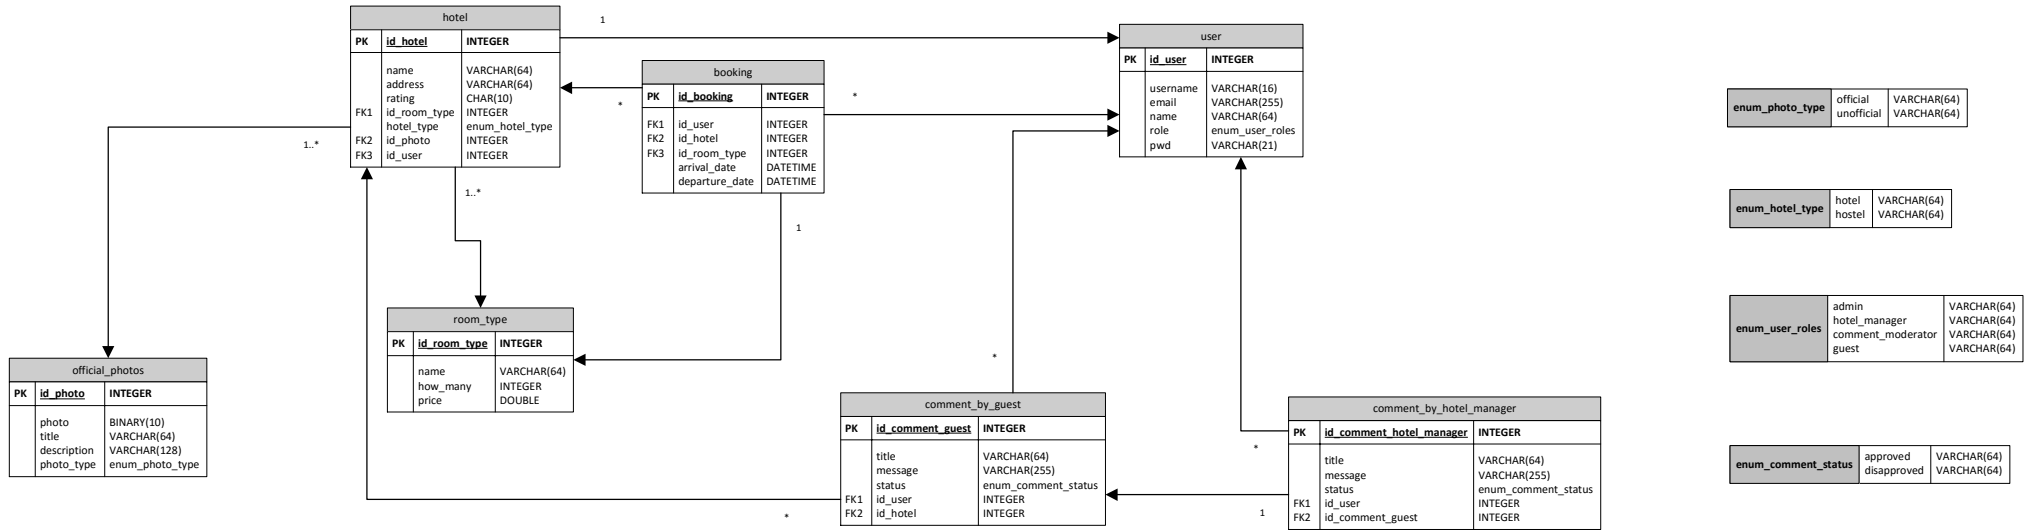 hotel
PK id_hotel INTEGER
name VARCHAR(64)
address VARCHAR(64)
rating CHAR(10)
FK1 id_room_type INTEGER
hotel_type enum_hotel_type
FK2 id_photo INTEGER
FK3 id_user INTEGER
1
user
PK id_user INTEGER
username VARCHAR(16)
email VARCHAR(255)
name VARCHAR(64)
role enum_user_roles
pwd VARCHAR(21)
booking
PK id_booking INTEGER
FK1 id_user INTEGER
FK2 id_hotel INTEGER
FK3 id_room_type INTEGER
arrival_date DATETIME
departure_date DATETIME
*
*
1..*
1..*
1
enum_photo_type
official VARCHAR(64)
unofficial VARCHAR(64)
enum_hotel_type
hotel VARCHAR(64)
hostel VARCHAR(64)
enum_user_roles
admin VARCHAR(64)
hotel_manager VARCHAR(64)
comment_moderator VARCHAR(64)
guest VARCHAR(64)
enum_comment_status
approved VARCHAR(64)
disapproved VARCHAR(64)
room_type
PK id_room_type INTEGER
name VARCHAR(64)
how_many INTEGER
price DOUBLE
official_photos
PK id_photo INTEGER
photo BINARY(10)
title VARCHAR(64)
description VARCHAR(128)
photo_type enum_photo_type
*
comment_by_guest
PK id_comment_guest INTEGER
title VARCHAR(64)
message VARCHAR(255)
status enum_comment_status
FK1 id_user INTEGER
FK2 id_hotel INTEGER
*
comment_by_hotel_manager
PK id_comment_hotel_manager INTEGER
title VARCHAR(64)
message VARCHAR(255)
status enum_comment_status
FK1 id_user INTEGER
FK2 id_comment_guest INTEGER
*
1